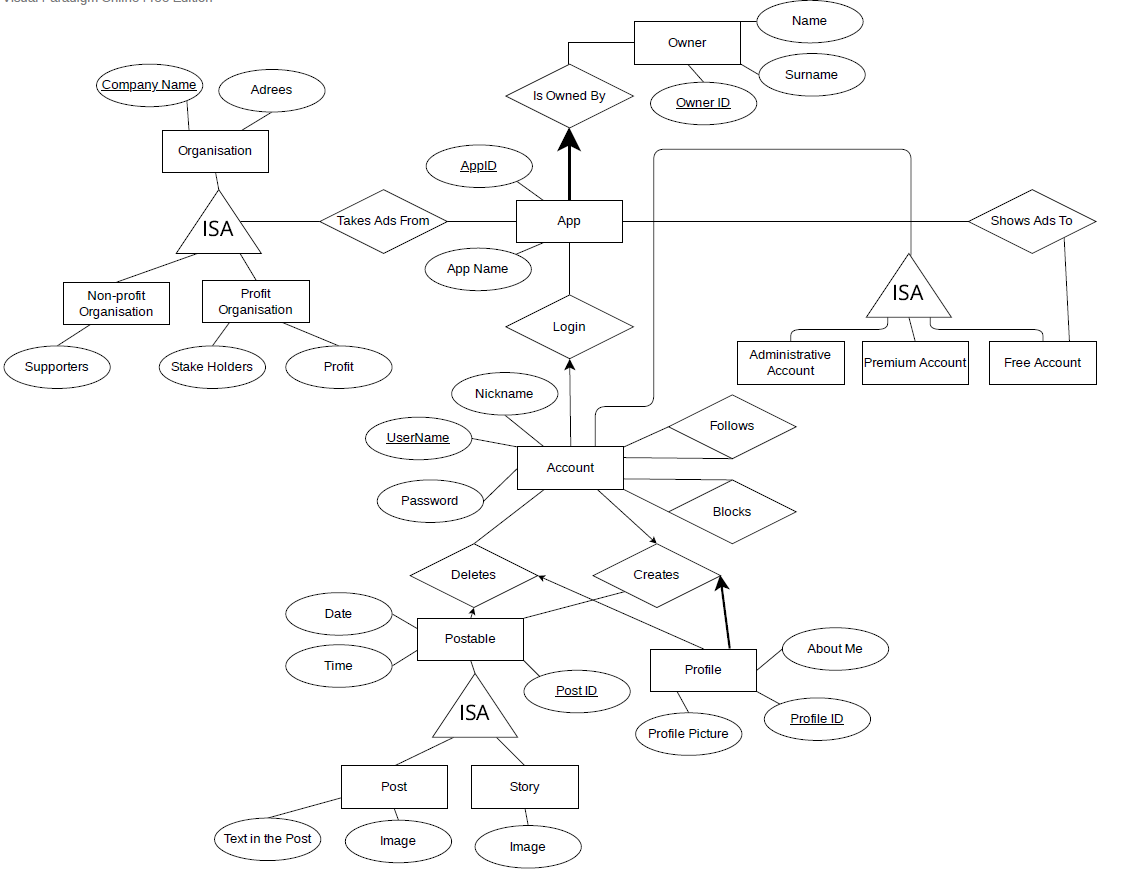 Visual Paradigm Online Free Edition
Name
Owner
Surname
Company Name
Adrees
Is Owned By
Owner ID
Organisation
AppID
ISA
Takes Ads From
App
Shows Ads To
App Name
ISA
Non-profit
Organisation
Profit
Organisation
Login
Supporters
Stake Holders
Profit
Administrative
Account
Premium Account
Free Account
Nickname
UserName
Follows
Account
Password
Blocks
Deletes
Creates
Date
Postable
Time
Post ID
Profile
About Me
ISA
Profile ID
Profile Picture
Post
Story
Text in the Post
Image
Image